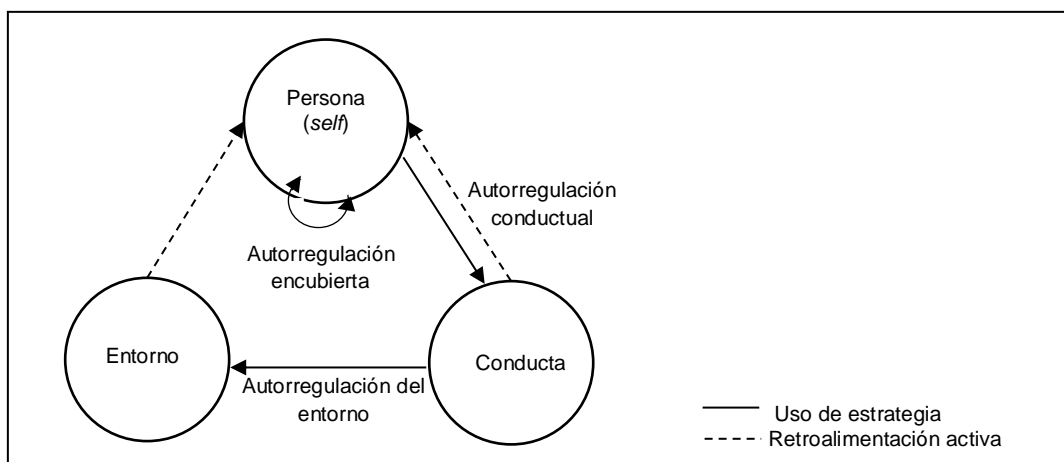 Persona
(self)
Autorregulación
conductual
Autorregulación
encubierta
Entorno
Conducta
Autorregulación del
entorno
Uso de estrategia
Retroalimentación activa